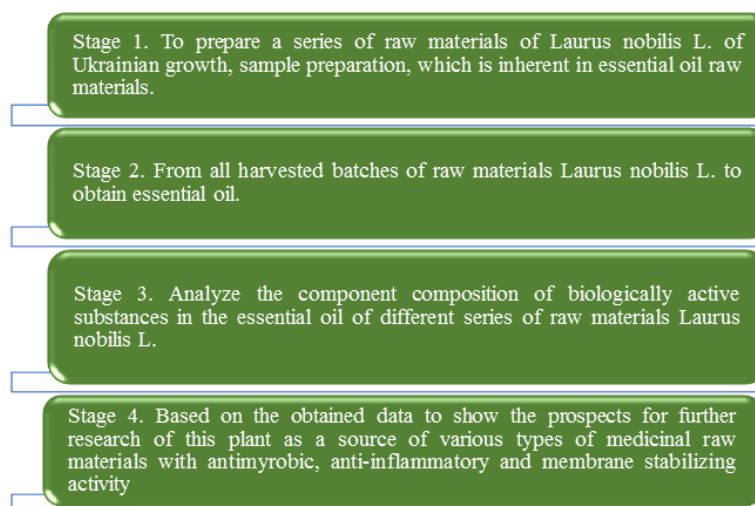 Stage 1. To prepare a series of raw materials of Laurus nobilis L. of
Ukrainian growth, sample preparation, which is inherent in essential oil raw
materials.
Stage 2. From all harvested batches of raw materials Laurus nobilis L. to
obtain essential oil.
Stage 3. Analyze the component composition of biologically active
substances in the essential oil of different series of raw materials Laurus
nobilis L.
Stage 4. Based on the obtained data to show the prospects for further
research of this plant as a source of various types of medicinal raw
materials with antimyrobic, anti-inflammatory and membrane stabilizing
activity